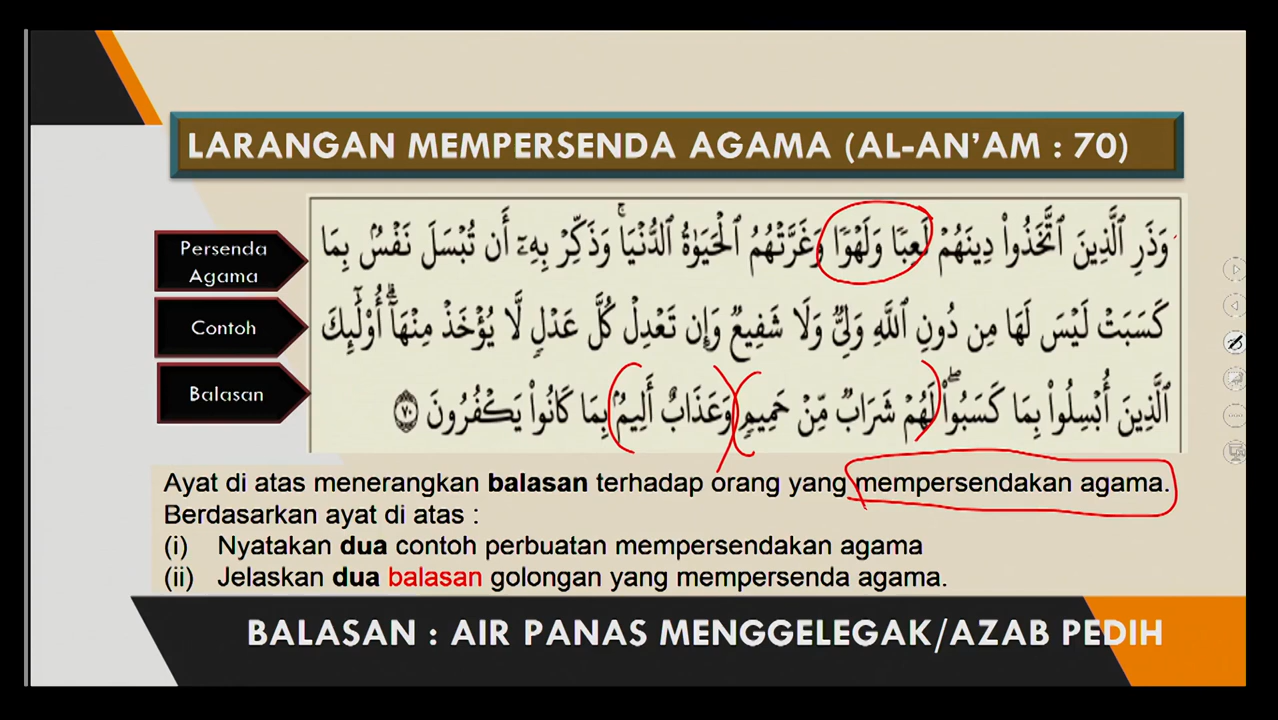 LARANGAN MEMPERSENDA AGAMA (AL-AN’AM : 70)
Persenda
Agama
Contoh
Balasan
وَذَرِ ٱلَّذِينَ ٱتَّخَذُواْ دِينَهُمْ لَعِبٗا وَلَهۡوٗا وَغَرَّتۡهُمُ ٱلۡحَيَوٰةُ ٱلدُّنۡيَاۚ وَذَكِّرۡ بِهِۦٓ أَن تُبۡسَلَ نَفۡسُۢ بِمَا
كَسَبَتۡ لَيۡسَ لَهَا مِن دُونِ ٱللَّهِ وَلِيّٞ وَلَا شَفِيعٞ وَإِن تَعۡدِلۡ كُلَّ عَدۡلٖ لَّا يُؤۡخَذۡ مِنۡهَآۗ أُوْلَٰٓئِكَ
ٱلَّذِينَ أُبۡسِلُواْ بِمَا كَسَبُواْۖ لَهُمۡ شَرَابٞ مِّنۡ حَمِيمٖ وَعَذَابٌ أَلِيمُۢ بِمَا كَانُواْ يَكۡفُرُونَ ٧٠
Ayat di atas menerangkan balasan terhadap orang yang mempersendakan agama.
Berdasarkan ayat di atas :
(i) Nyatakan dua contoh perbuatan mempersendakan agama
(ii) Jelaskan dua balasan golongan yang mempersenda agama.
BALASAN : AIR PANAS MENGGELEGAK/AZAB PEDIH